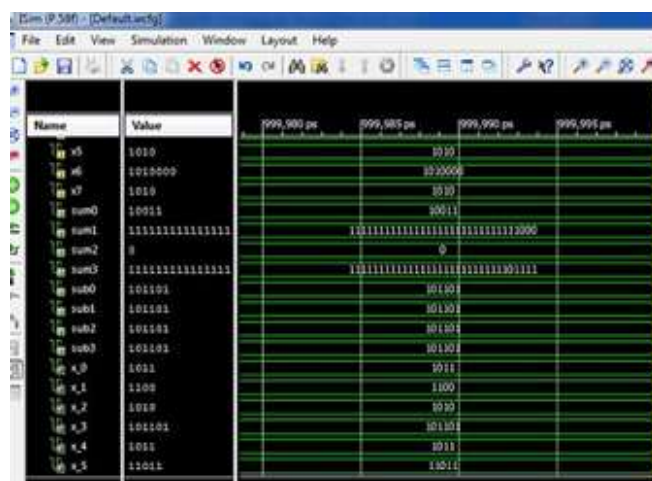 ISim (P.58f) - [Default.wcfg]
File Edit View Simulation Window Layout Help
Name Value 999,980 ps 999,985 ps 999,990 ps 999,995 ps
x5 1010 1010
x6 1010000 1010000
x7 1010 1010
sum0 10011 10011
sum1
sum2 0 0
sum3
sub0 101101 101101
sub1 101101 101101
sub2 101101 101101
sub3 101101 101101
x_0 1011 1011
x_1 1100 1100
x_2 1010 1010
x_3 101101 101101
x_4 1011 1011
x_5 11011 11011